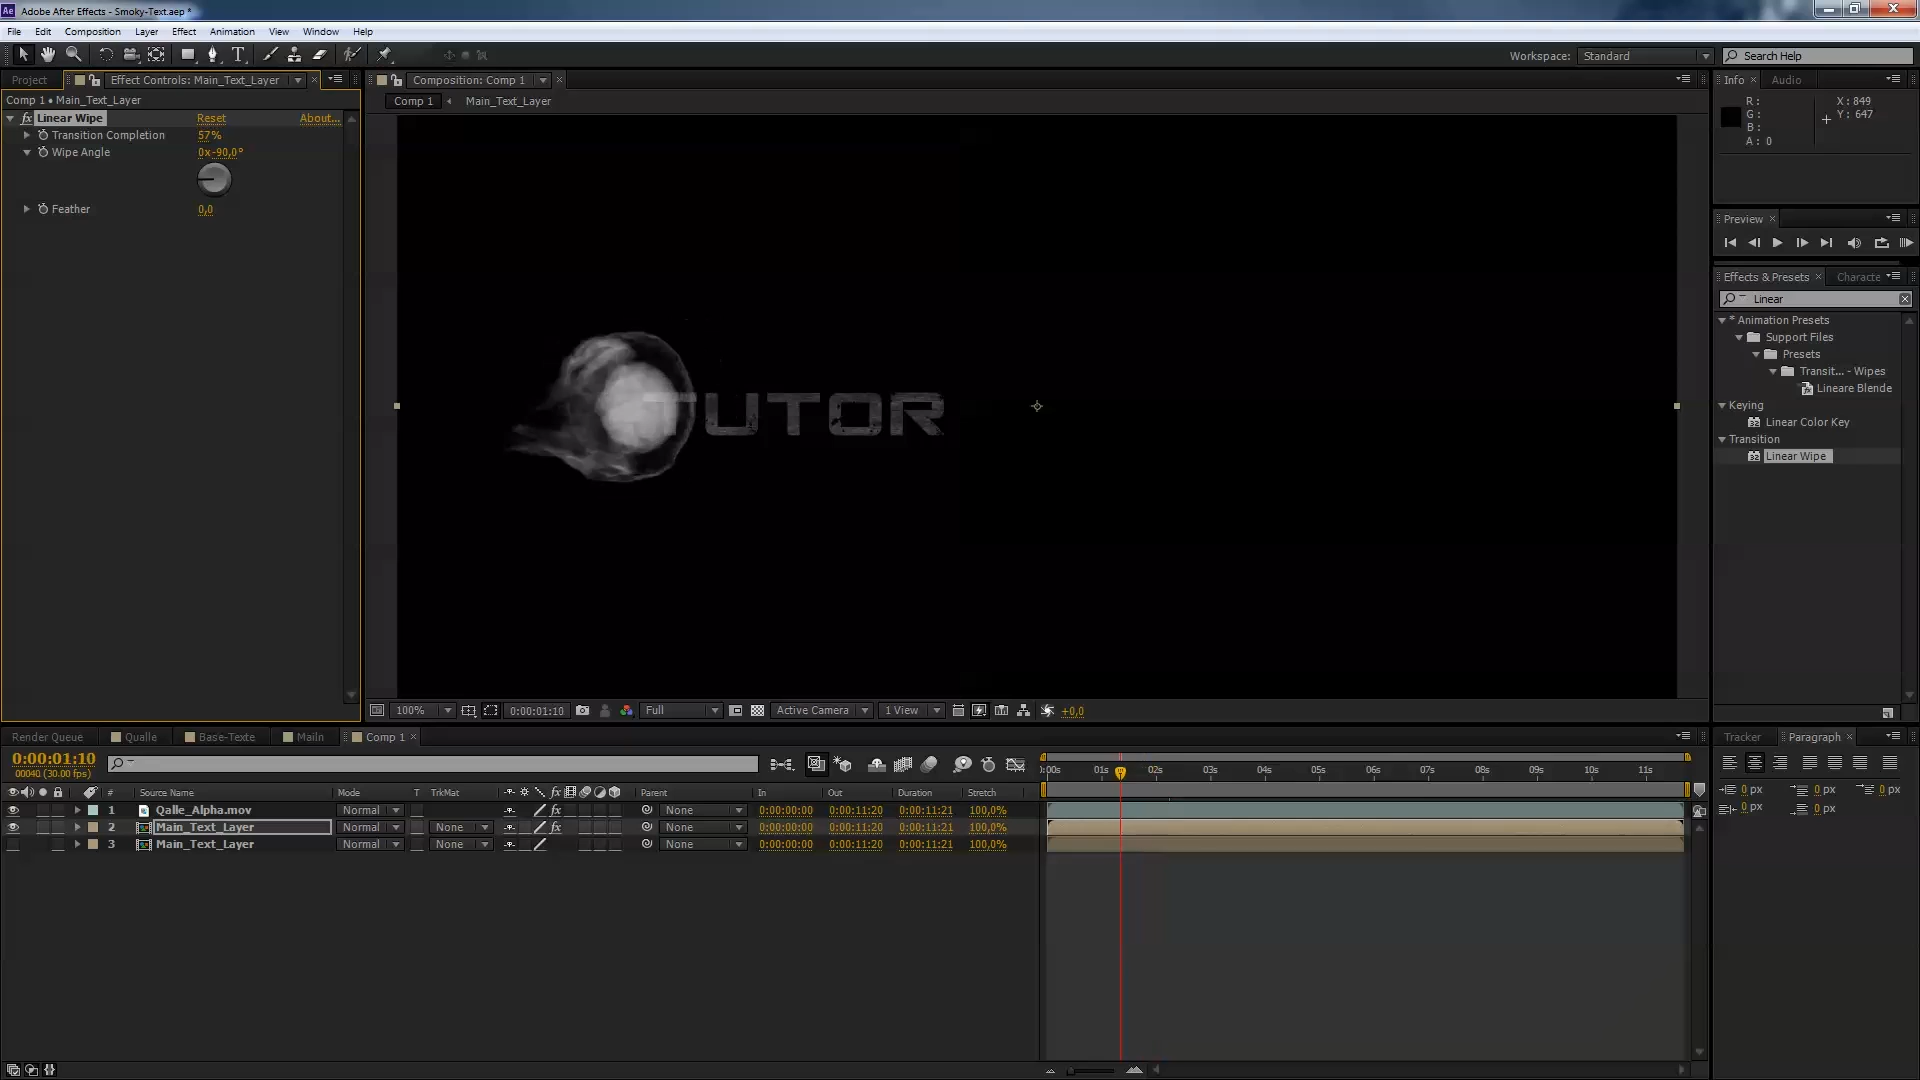 Adobe After Effects - Smoky-Text.aep *
File Edit Composition Layer Effect Animation View Window Help
Workspace: Standard Search Help
Project Effect Controls: Main_Text_Layer
Comp 1 • Main_Text_Layer
fx Linear Wipe Reset About...
Transition Completion 57%
Wipe Angle 0x-90,0°
Feather 0,0
Composition: Comp 1
Comp 1 Main_Text_Layer
TUTOR
100% 0:00:01:10 Full Active Camera 1 View +0,0
Info Audio
R: X: 849
G: Y: 647
B:
A: 0
Preview
Effects & Presets Characte
Linear
* Animation Presets
Support Files
Presets
Transit... - Wipes
Lineare Blende
Keying
Linear Color Key
Transition
Linear Wipe
Render Queue Qualle Base-Texte MaiIn Comp 1
0:00:01:10
00040 (30.00 fps)
# Source Name Mode T TrkMat Parent In Out Duration Stretch
1 Qalle_Alpha.mov Normal None 0:00:00:00 0:00:11:20 0:00:11:21 100,0%
2 Main_Text_Layer Normal None None 0:00:00:00 0:00:11:20 0:00:11:21 100,0%
3 Main_Text_Layer Normal None None 0:00:00:00 0:00:11:20 0:00:11:21 100,0%
0:00s 01s 02s 03s 04s 05s 06s 07s 08s 09s 10s 11s
Tracker Paragraph
0 px 0 px 0 px
0 px 0 px